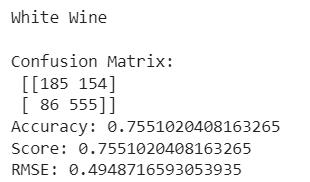 White Wine
Confusion Matrix:
[[185 154]
[ 86 555]]
Accuracy: 0.7551020408163265
Score: 0.7551020408163265
RMSE: 0.4948716593053935